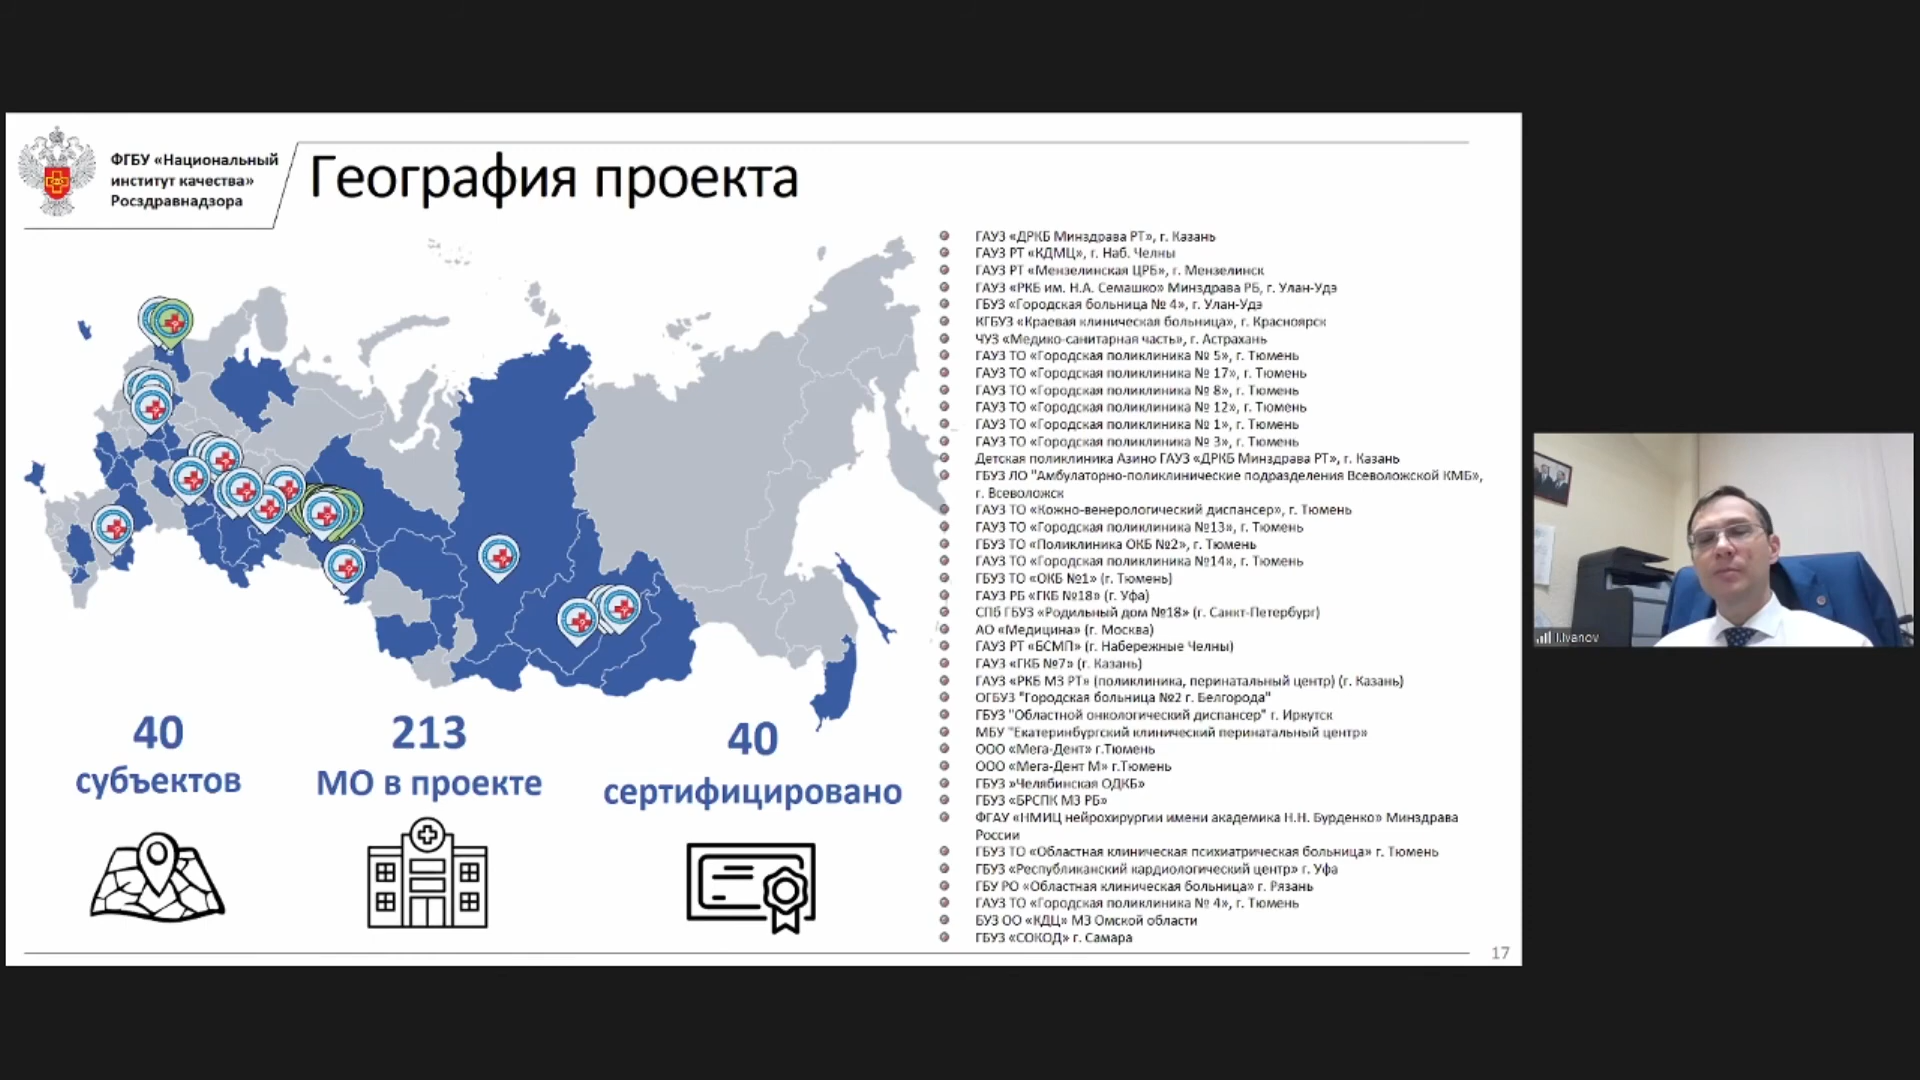 ФГБУ «Национальный
институт качества»
Росздравнадзора
География проекта
ГАУЗ «ДРКБ Минздрава РТ», г. Казань
ГАУЗ РТ «КДМЦ», г. Наб. Челны
ГАУЗ РТ «Мензелинская ЦРБ», г. Мензелинск
ГАУЗ «РКБ им. Н.А. Семашко» Минздрава РБ, г. Улан-Удэ
ГБУЗ «Городская больница № 4», г. Улан-Удэ
КГБУЗ «Краевая клиническая больница», г. Красноярск
ЧУЗ «Медико-санитарная часть», г. Астрахань
ГАУЗ ТО «Городская поликлиника № 5», г. Тюмень
ГАУЗ ТО «Городская поликлиника № 17», г. Тюмень
ГАУЗ ТО «Городская поликлиника № 8», г. Тюмень
ГАУЗ ТО «Городская поликлиника № 12», г. Тюмень
ГАУЗ ТО «Городская поликлиника № 1», г. Тюмень
ГАУЗ ТО «Городская поликлиника № 3», г. Тюмень
Детская поликлиника Азино ГАУЗ «ДРКБ Минздрава РТ», г. Казань
ГБУЗ ЛО "Амбулаторно-поликлинические подразделения Всеволожской КМБ»,
г. Всеволожск
ГАУЗ ТО «Кожно-венерологический диспансер», г. Тюмень
ГАУЗ ТО «Городская поликлиника №13», г. Тюмень
ГБУЗ ТО «Поликлиника ОКБ №2», г. Тюмень
ГАУЗ ТО «Городская поликлиника №14», г. Тюмень
ГБУЗ ТО «ОКБ №1» (г. Тюмень)
ГАУЗ РБ «ГКБ №18» (г. Уфа)
СПб ГБУЗ «Родильный дом №18» (г. Санкт-Петербург)
АО «Медицина» (г. Москва)
ГАУЗ РТ «БСМП» (г. Набережные Челны)
ГАУЗ «ГКБ №7» (г. Казань)
ГАУЗ «РКБ МЗ РТ» (поликлиника, перинатальный центр) (г. Казань)
ОГБУЗ "Городская больница №2 г. Белгорода"
ГБУЗ "Областной онкологический диспансер" г. Иркутск
МБУ "Екатеринбургский клинический перинатальный центр»
ООО «Мега-Дент» г.Тюмень
ООО «Мега-Дент М» г.Тюмень
ГБУЗ »Челябинская ОДКБ»
ГБУЗ «БРСПК МЗ РБ»
ФГАУ «НМИЦ нейрохирургии имени академика Н.Н. Бурденко» Минздрава
России
ГБУЗ ТО «Областная клиническая психиатрическая больница» г. Тюмень
ГБУЗ «Республиканский кардиологический центр» г. Уфа
ГБУ РО «Областная клиническая больница» г. Рязань
ГАУЗ ТО «Городская поликлиника № 4», г. Тюмень
БУЗ ОО «КДЦ» МЗ Омской области
ГБУЗ «СОКОД» г. Самара
40
субъектов
213
МО в проекте
40
сертифицировано
17
I.Ivanov